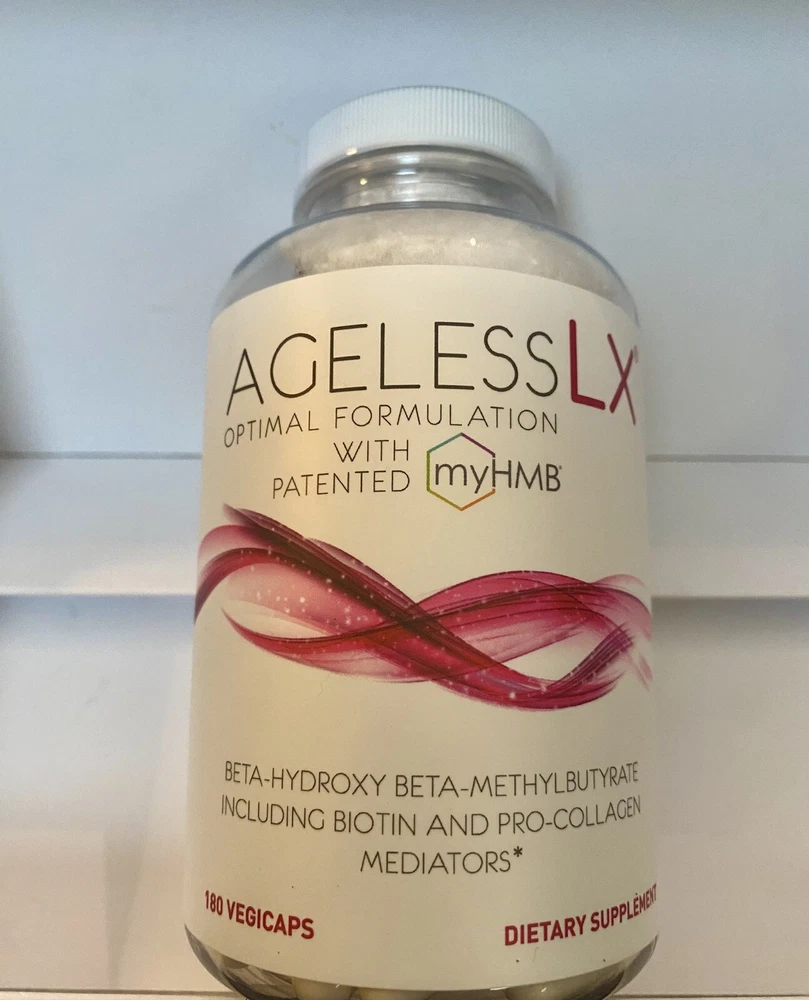 AGELESSLX®
OPTIMAL FORMULATION
WITH
PATENTED myHMB®
BETA-HYDROXY BETA-METHYLBUTYRATE
INCLUDING BIOTIN AND PRO-COLLAGEN
MEDIATORS*
180 VEGICAPS
DIETARY SUPPLEMENT